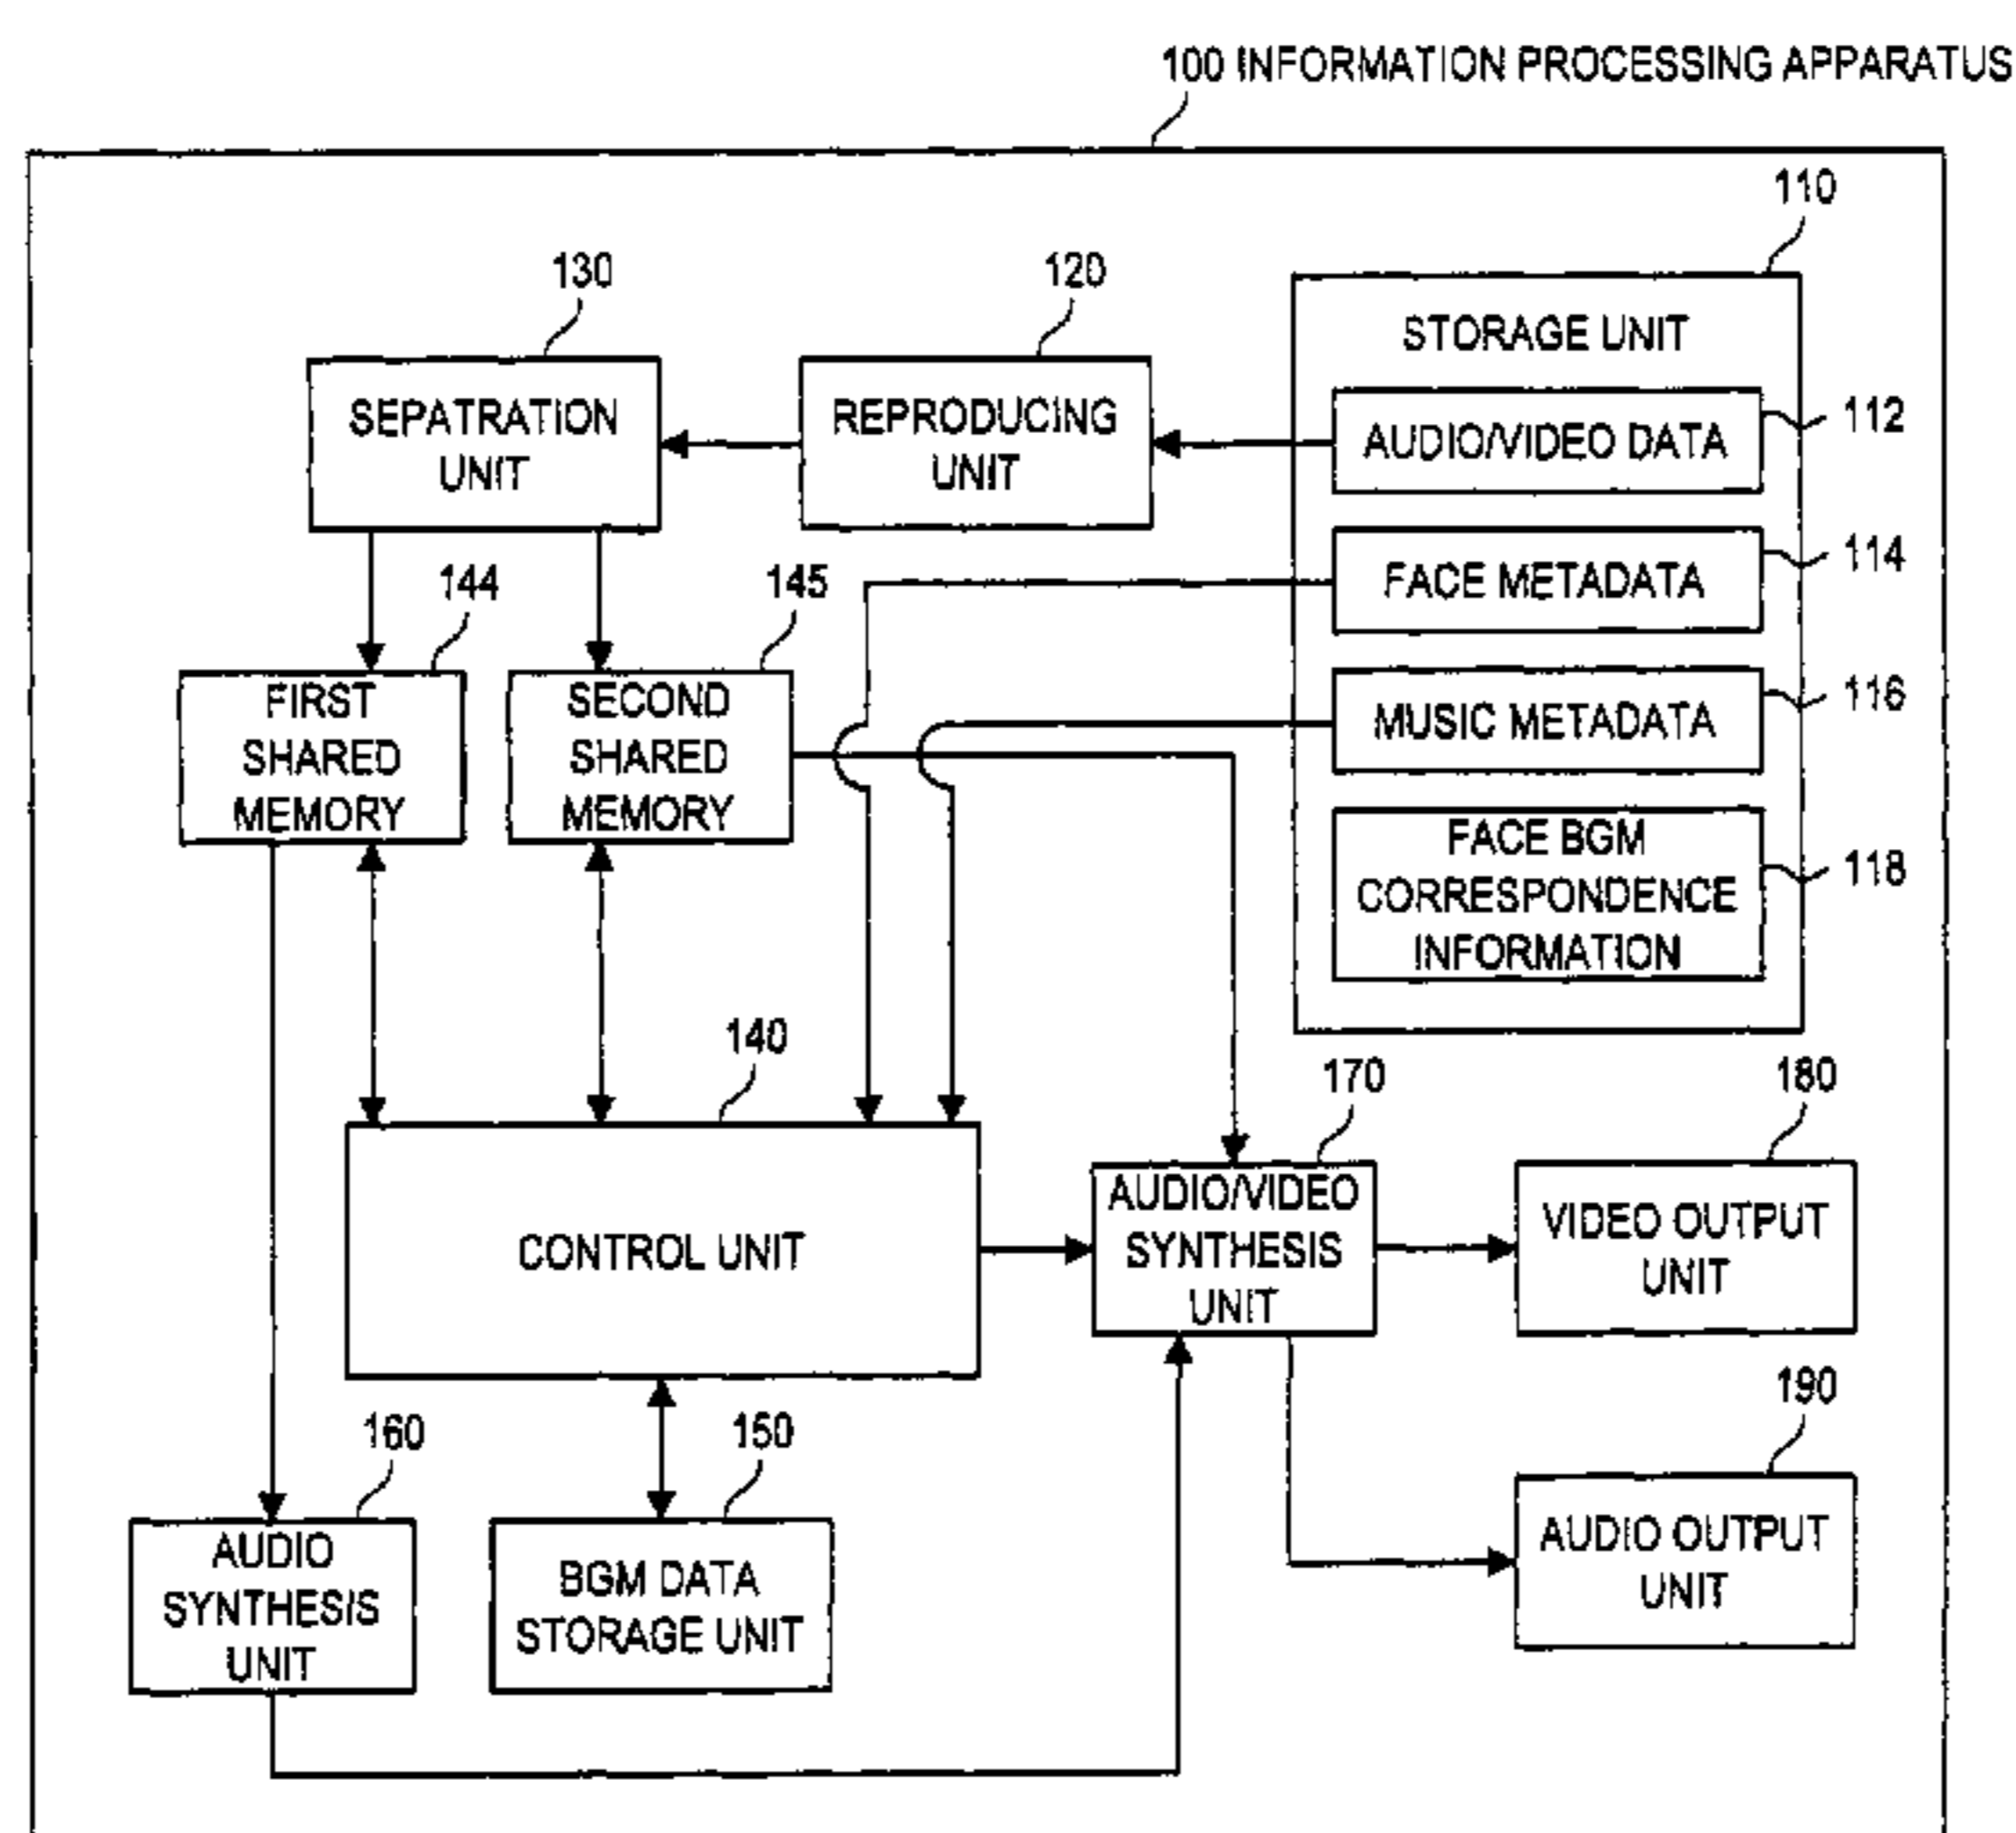 100 INFORMATION PROCESSING APPARATUS
110
130
120
STORAGE UNIT
SEPATRATION
UNIT
REPRODUCING
UNIT
AUDIO/VIDEO DATA
112
FACE METADATA
114
144
145
FIRST
SHARED
MEMORY
SECOND
SHARED
MEMORY
MUSIC METADATA
116
FACE BGM
CORRESPONDENCE
INFORMATION
118
140
170
180
CONTROL UNIT
AUDIO/VIDEO
SYNTHESIS
UNIT
VIDEO OUTPUT
UNIT
160
150
190
AUDIO
SYNTHESIS
UNIT
BGM DATA
STORAGE UNIT
AUDIO OUTPUT
UNIT